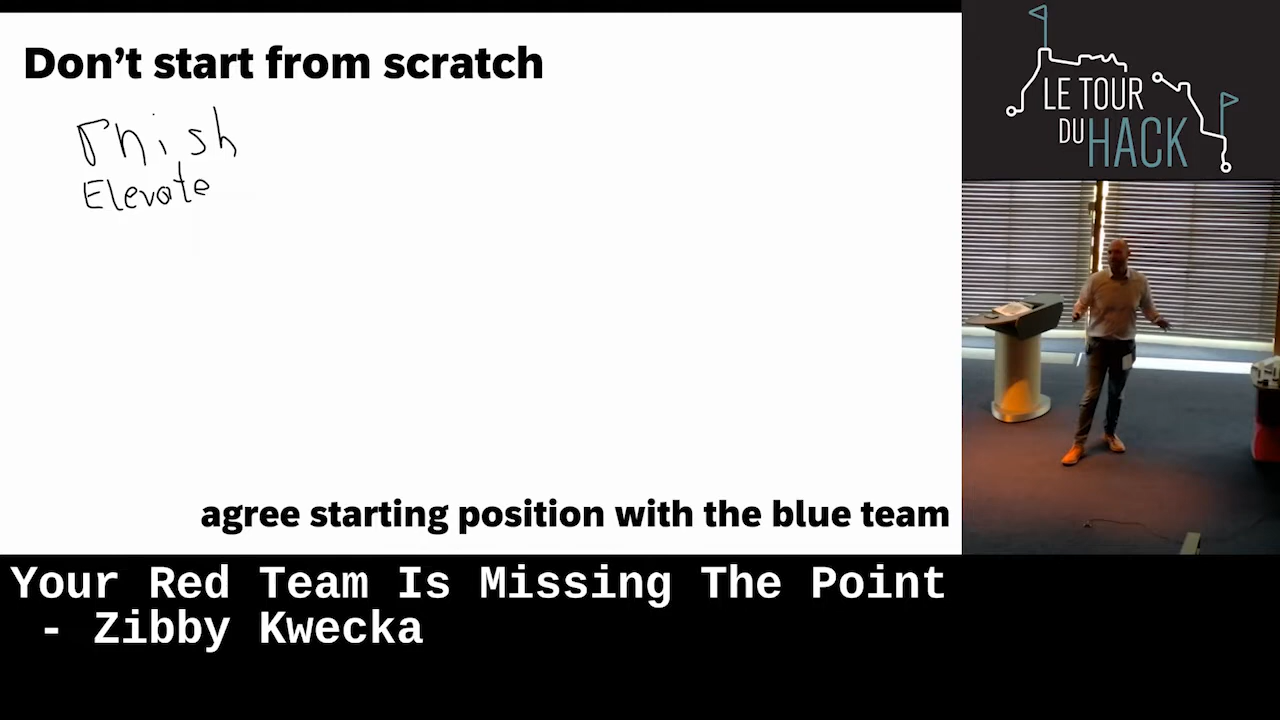 Don't start from scratch
Phish
Elevate
agree starting position with the blue team
LE TOUR
DU HACK
Your Red Team Is Missing The Point
- Zibby Kwecka